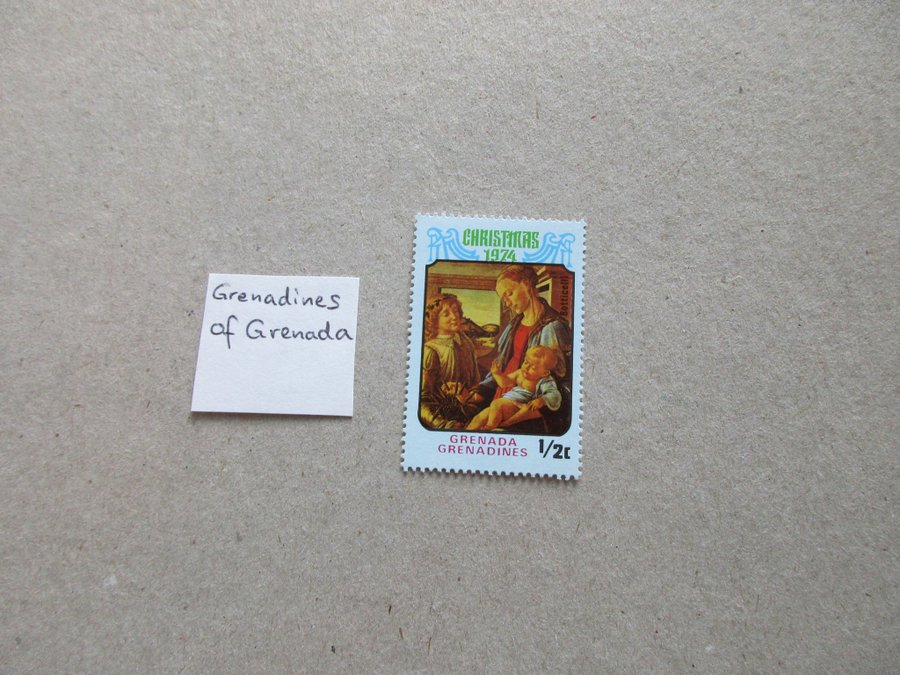 Grenadines
of Grenada
CHRISTMAS
1974
Botticelli
GRENADA
GRENADINES
1/2c